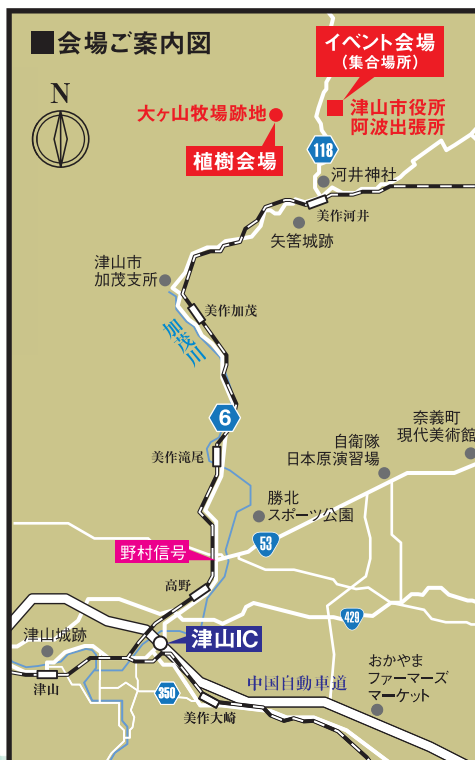 ■会場ご案内図
イベント会場
（集合場所）
N
大ヶ山牧場跡地
津山市役所
阿波出張所
植樹会場
118
河井神社
美作河井
矢筈城跡
津山市
加茂支所
美作加茂
加茂川
6
奈義町
現代美術館
自衛隊
日本原演習場
美作滝尾
勝北
スポーツ公園
53
野村信号
高野
429
津山城跡
津山IC
おかやま
ファーマーズ
マーケット
津山
350
中国自動車道
美作大崎